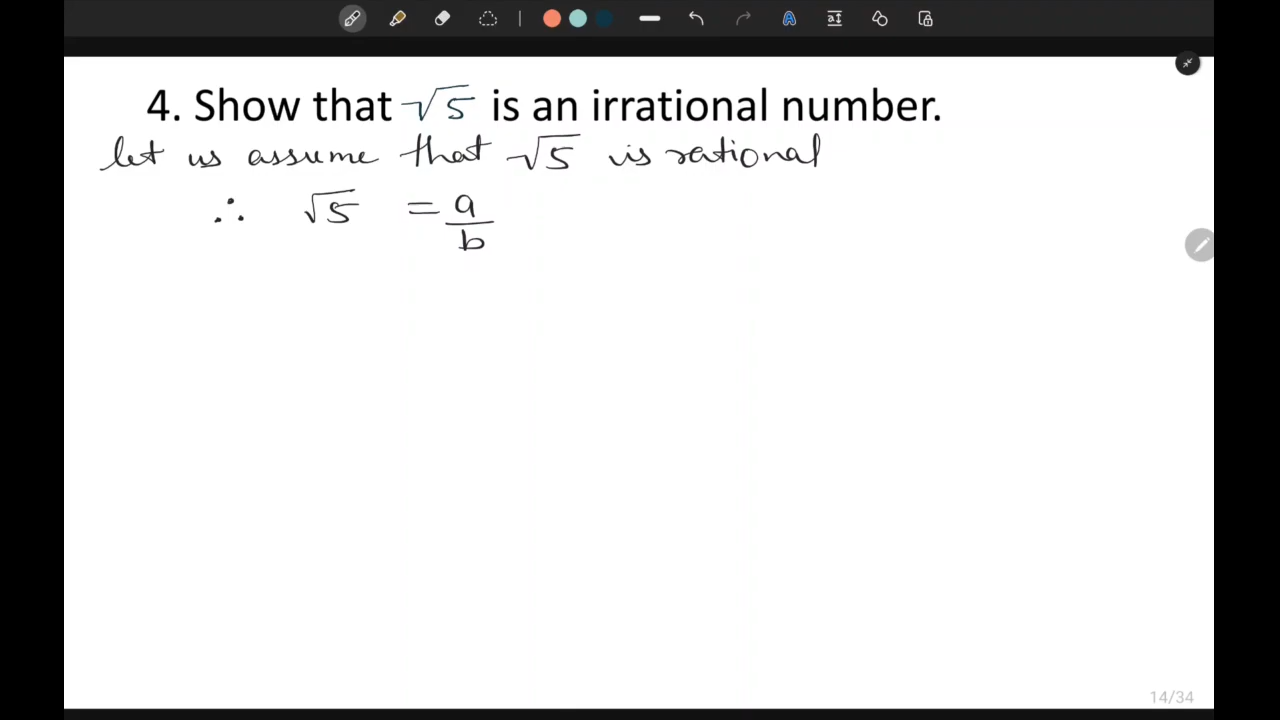 4. Show that √5 is an irrational number.
let us assume that √5 is rational
∴ √5 = a/b
14/34